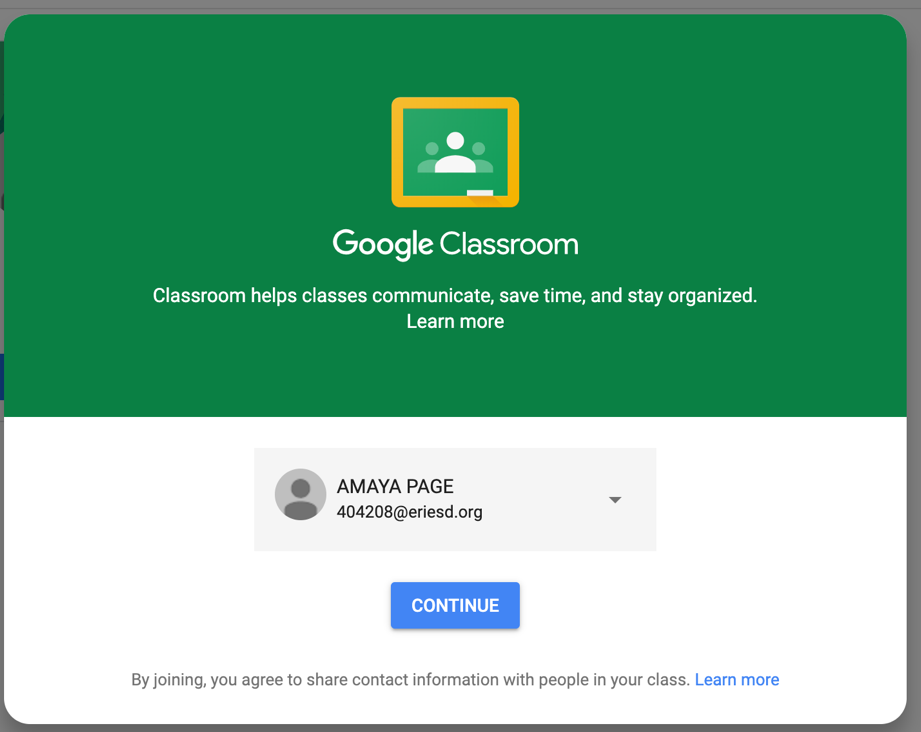 Google Classroom
Classroom helps classes communicate, save time, and stay organized.
Learn more
AMAYA PAGE
404208@eriesd.org
CONTINUE
By joining, you agree to share contact information with people in your class. Learn more